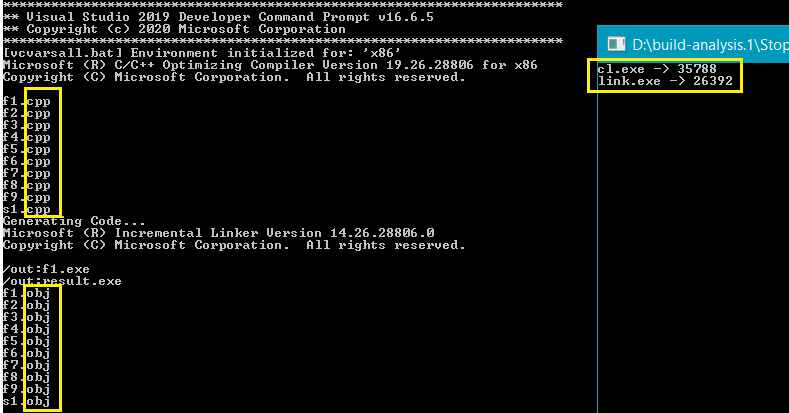 ******************************************************************
** Visual Studio 2019 Developer Command Prompt v16.6.5
** Copyright (c) 2020 Microsoft Corporation
******************************************************************
[vcvarsall.bat] Environment initialized for: 'x86'
Microsoft (R) C/C++ Optimizing Compiler Version 19.26.28806 for x86
Copyright (C) Microsoft Corporation.  All rights reserved.
f1.cpp
f2.cpp
f3.cpp
f4.cpp
f5.cpp
f6.cpp
f7.cpp
f8.cpp
f9.cpp
s1.cpp
Generating Code...
Microsoft (R) Incremental Linker Version 14.26.28806.0
Copyright (C) Microsoft Corporation.  All rights reserved.
/out:f1.exe
/out:result.exe
f1.obj
f2.obj
f3.obj
f4.obj
f5.obj
f6.obj
f7.obj
f8.obj
f9.obj
s1.obj
D:\build-analysis.1\Stop
cl.exe -> 35788
link.exe -> 26392